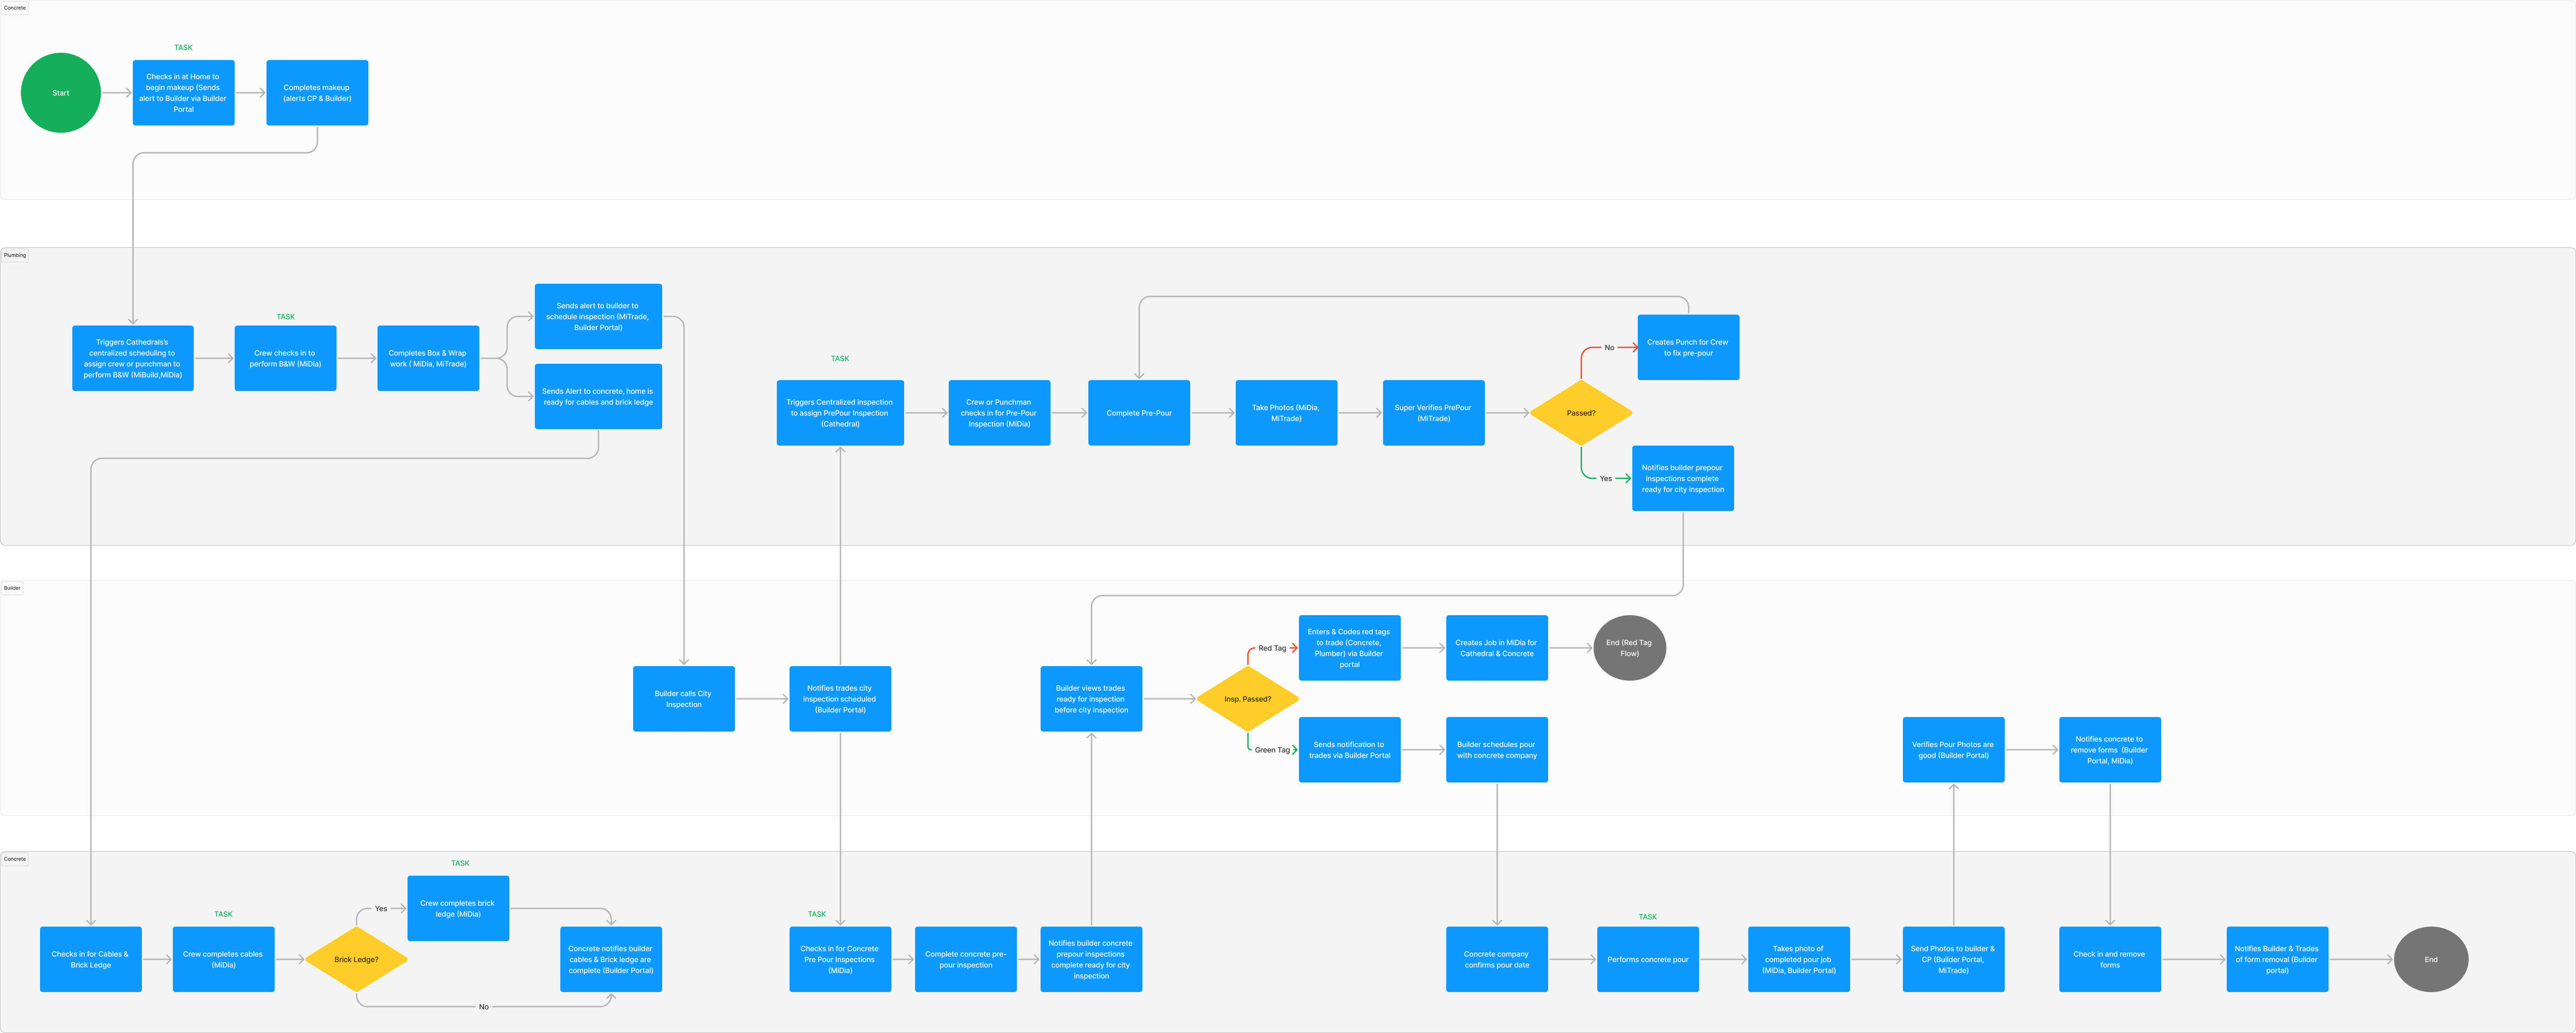 Concrete
Start
TASK
Checks in at Home to
begin makeup (Sends
alert to Builder via Builder
Portal
Completes makeup
(alerts CP & Builder)
Plumbing
Triggers Cathedrals's
centralized scheduling to
assign crew or punchman to
perform B&W (MiBuild,MiDia)
TASK
Crew checks in to
perform B&W (MiDia)
Completes Box & Wrap
work ( MiDia, MiTrade)
Sends alert to builder to
schedule inspection (MiTrade,
Builder Portal)
Sends Alert to concrete, home is
ready for cables and brick ledge
TASK
Triggers Centralized inspection
to assign PrePour Inspection
(Cathedral)
Crew or Punchman
checks in for Pre-Pour
Inspection (MiDia)
Complete Pre-Pour
Take Photos (MiDia,
MiTrade)
Super Verifies PrePour
(MiTrade)
Passed?
No
Creates Punch for Crew
to fix pre-pour
Yes
Notifies builder prepour
inspections complete
ready for city inspection
Builder
Builder calls City
Inspection
Notifies trades city
inspection scheduled
(Builder Portal)
Builder views trades
ready for inspection
before city inspection
Insp. Passed?
Red Tag
Enters & Codes red tags
to trade (Concrete,
Plumber) via Builder
portal
Creates Job in MiDia for
Cathedral & Concrete
End (Red Tag
Flow)
Green Tag
Sends notification to
trades via Builder Portal
Builder schedules pour
with concrete company
Verifies Pour Photos are
good (Builder Portal)
Notifies concrete to
remove forms (Builder
Portal, MiDia)
Concrete
Checks in for Cables &
Brick Ledge
TASK
Crew completes cables
(MiDia)
Brick Ledge?
Yes
TASK
Crew completes brick
ledge (MiDia)
No
Concrete notifies builder
cables & Brick ledge are
complete (Builder Portal)
TASK
Checks in for Concrete
Pre Pour Inspections
(MiDia)
Complete concrete pre-
pour inspection
Notifies builder concrete
prepour inspections
complete ready for city
inspection
Concrete company
confirms pour date
TASK
Performs concrete pour
Takes photo of
completed pour job
(MiDia, Builder Portal)
Send Photos to builder &
CP (Builder Portal,
MiTrade)
Check in and remove
forms
Notifies Builder & Trades
of form removal (Builder
portal)
End